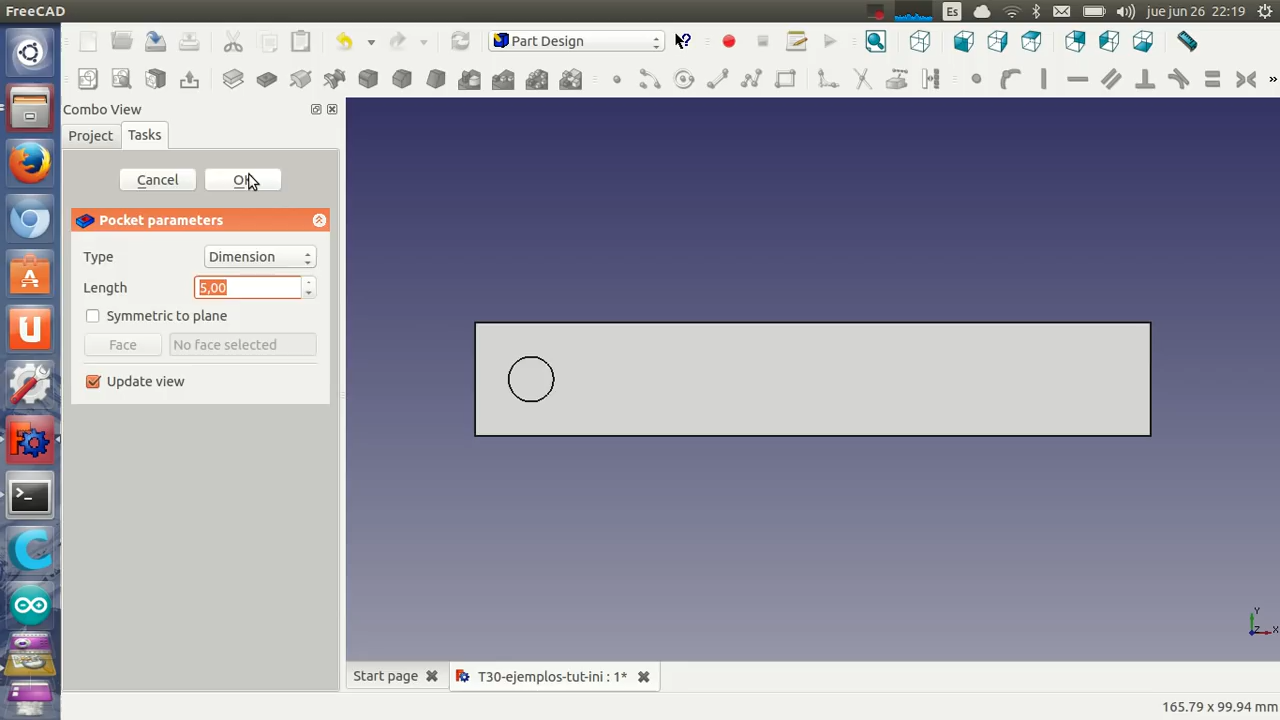 FreeCAD
Es
jue jun 26 22:19
Part Design
Combo View
Project
Tasks
Cancel
Pocket parameters
Type
Dimension
Length
5,00
Symmetric to plane
Face
No face selected
Update view
Y
Z
X
Start page
T30-ejemplos-tut-ini : 1*
165.79 x 99.94 mm